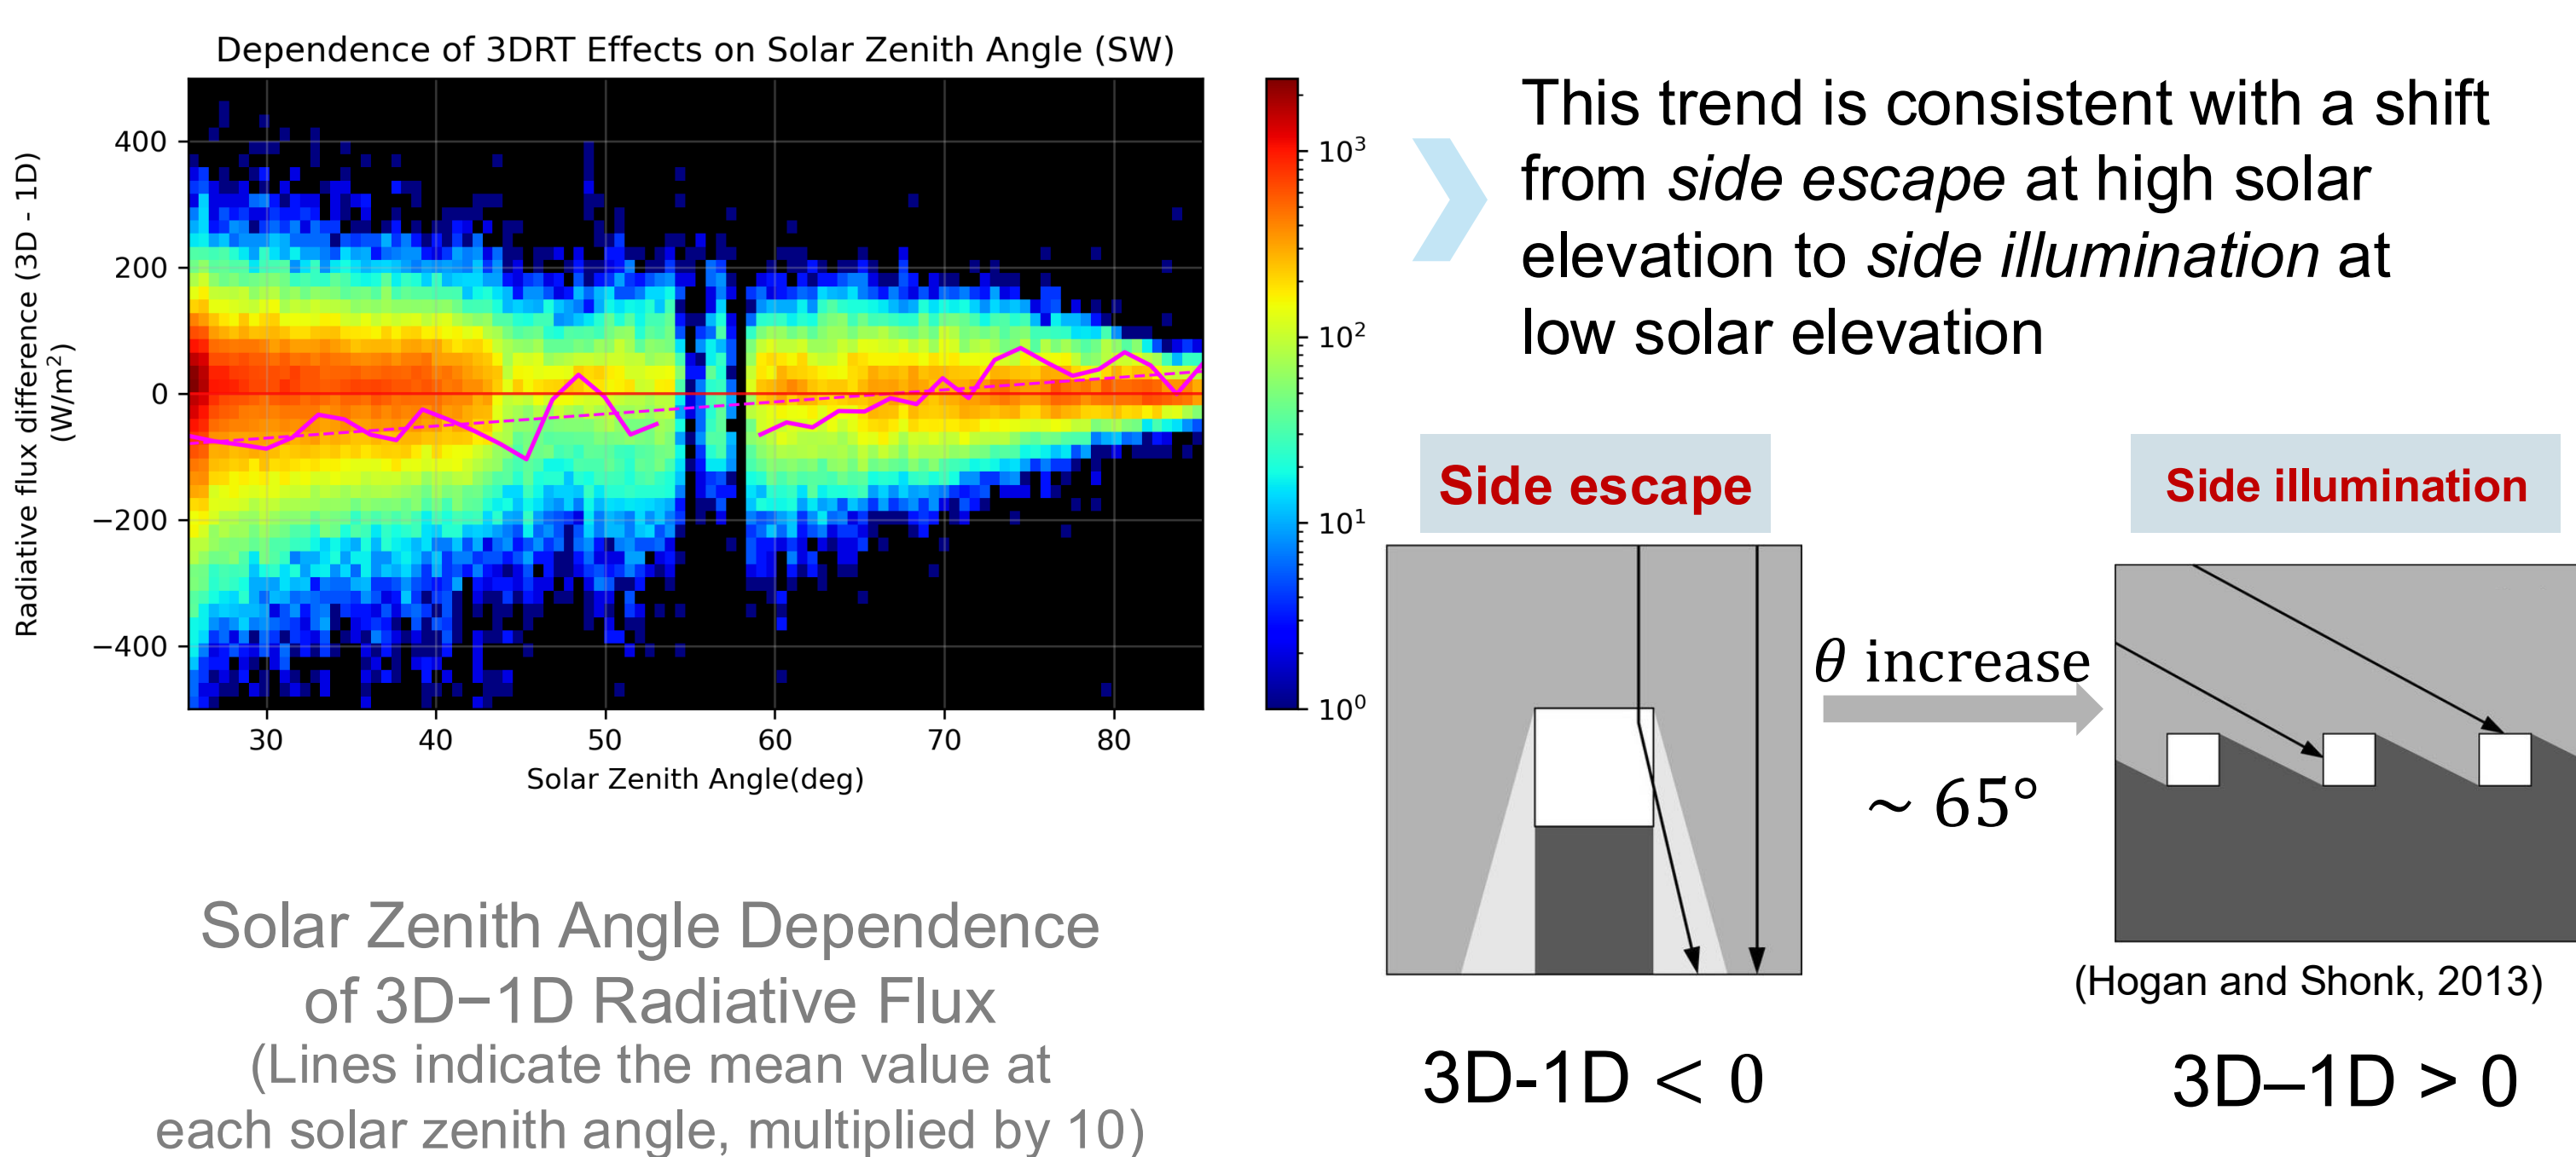 Dependence of 3DRT Effects on Solar Zenith Angle (SW)
Radiative flux difference (3D - 1D)
(W/m²)
400
200
0
−200
−400
30 40 50 60 70 80
Solar Zenith Angle(deg)
10³
10²
10¹
10⁰
Solar Zenith Angle Dependence
of 3D−1D Radiative Flux
(Lines indicate the mean value at
each solar zenith angle, multiplied by 10)
This trend is consistent with a shift
from side escape at high solar
elevation to side illumination at
low solar elevation
Side escape
Side illumination
θ increase
~ 65°
(Hogan and Shonk, 2013)
3D-1D < 0
3D–1D > 0